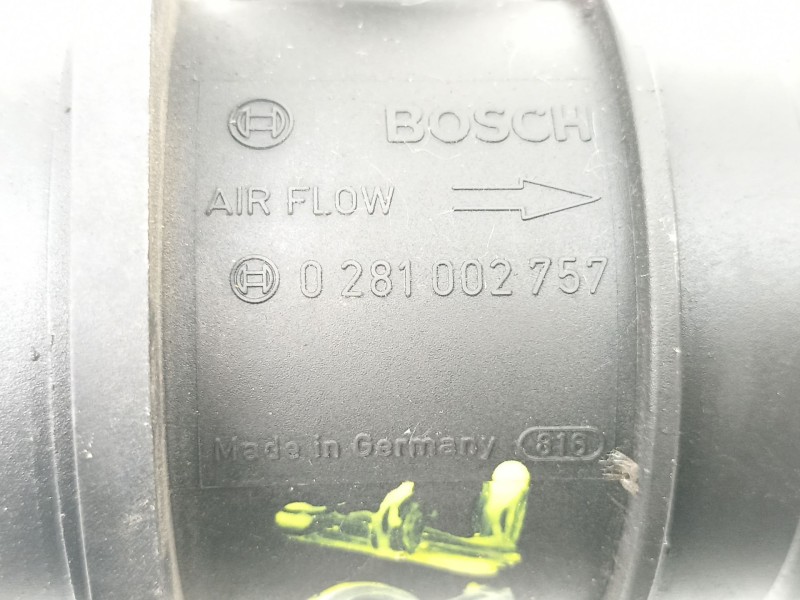 BOSCH
AIR FLOW
0 281 002 757
Made in Germany 816